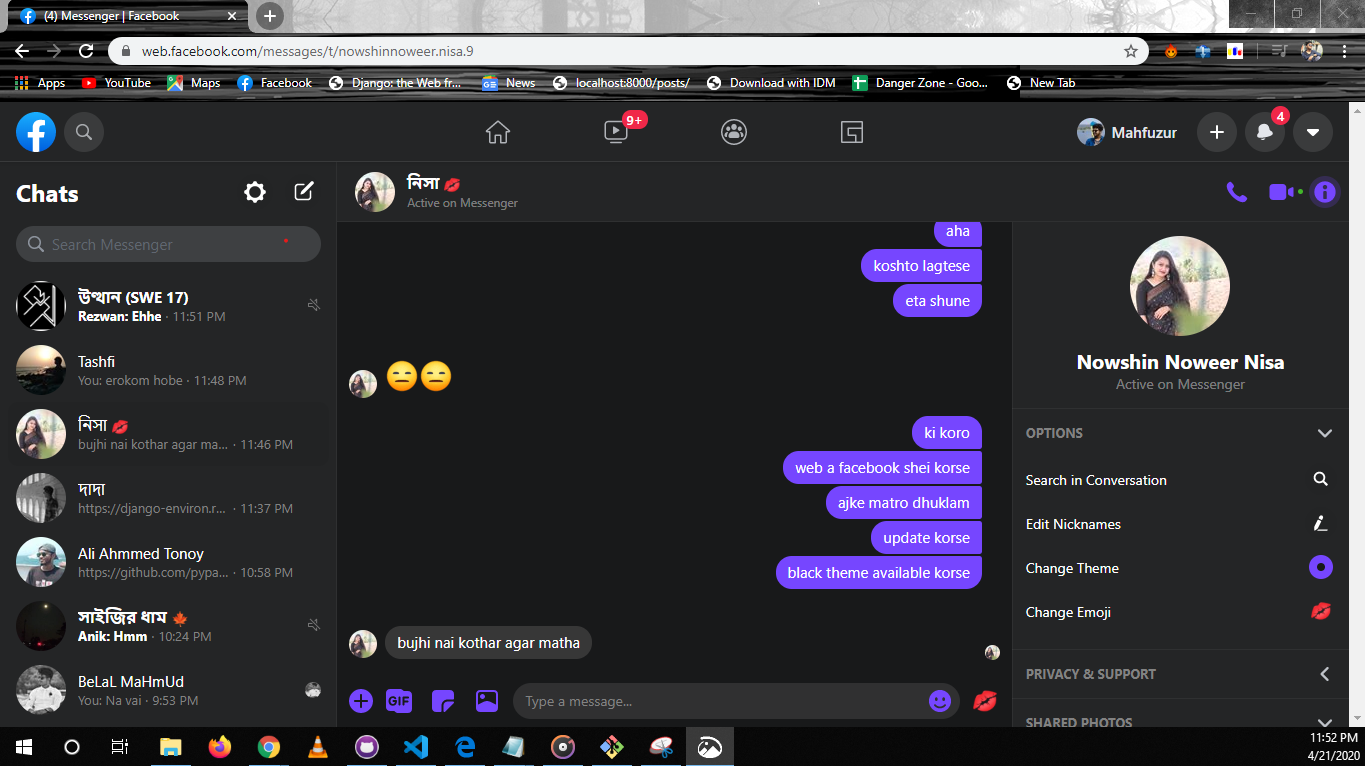 (4) Messenger | Facebook
web.facebook.com/messages/t/nowshinnoweer.nisa.9
Apps YouTube Maps Facebook Django: the Web fr... News localhost:8000/posts/ Download with IDM Danger Zone - Goo... New Tab
9+
Mahfuzur
4
Chats
Search Messenger
উত্থান (SWE 17)
Rezwan: Ehhe · 11:51 PM
Tashfi
You: erokom hobe · 11:48 PM
নিসা 💋
bujhi nai kothar agar ma... · 11:46 PM
দাদা
https://django-environ.r... · 11:37 PM
Ali Ahmmed Tonoy
https://github.com/pypa... · 10:58 PM
সাইজির ধাম 🍁
Anik: Hmm · 10:24 PM
BeLaL MaHmUd
You: Na vai · 9:53 PM
নিসা 💋
Active on Messenger
aha
koshto lagtese
eta shune
😑😑
ki koro
web a facebook shei korse
ajke matro dhuklam
update korse
black theme available korse
bujhi nai kothar agar matha
GIF
Type a message...
Nowshin Noweer Nisa
Active on Messenger
OPTIONS
Search in Conversation
Edit Nicknames
Change Theme
Change Emoji
PRIVACY & SUPPORT
SHARED PHOTOS
11:52 PM
4/21/2020